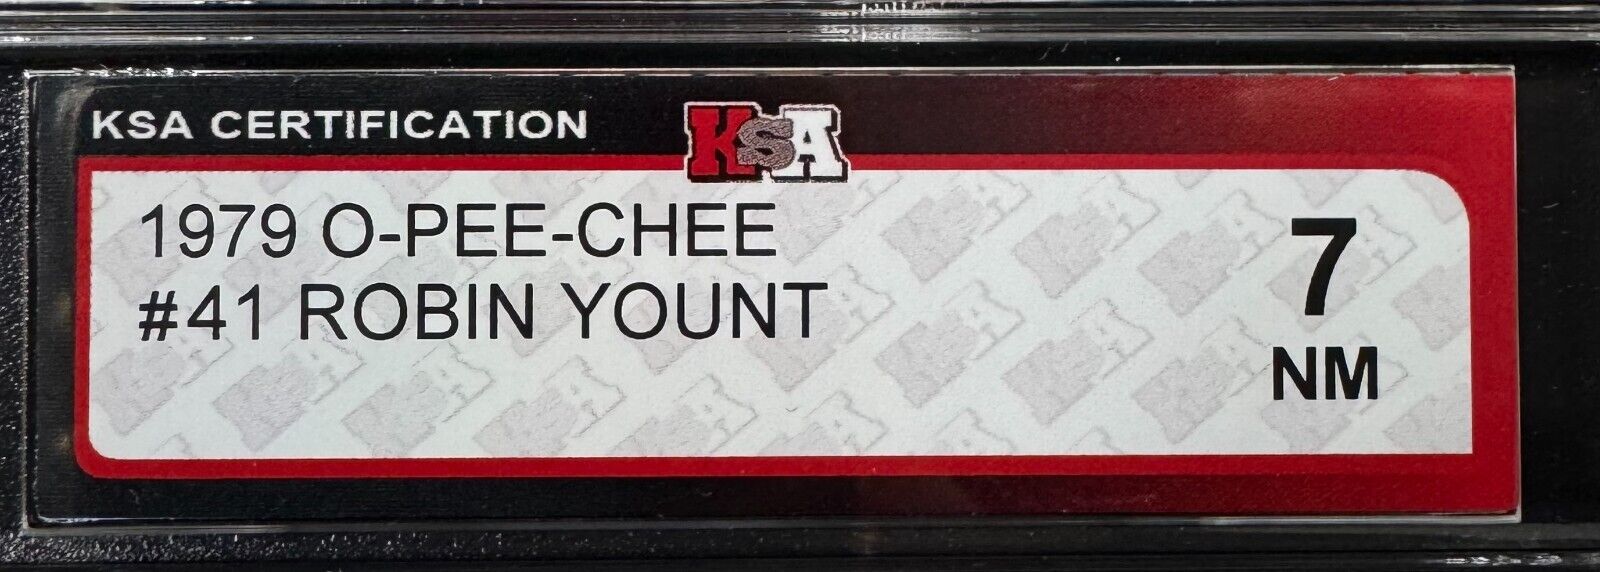 KSA CERTIFICATION
KSA
1979 O-PEE-CHEE
#41 ROBIN YOUNT
7
NM